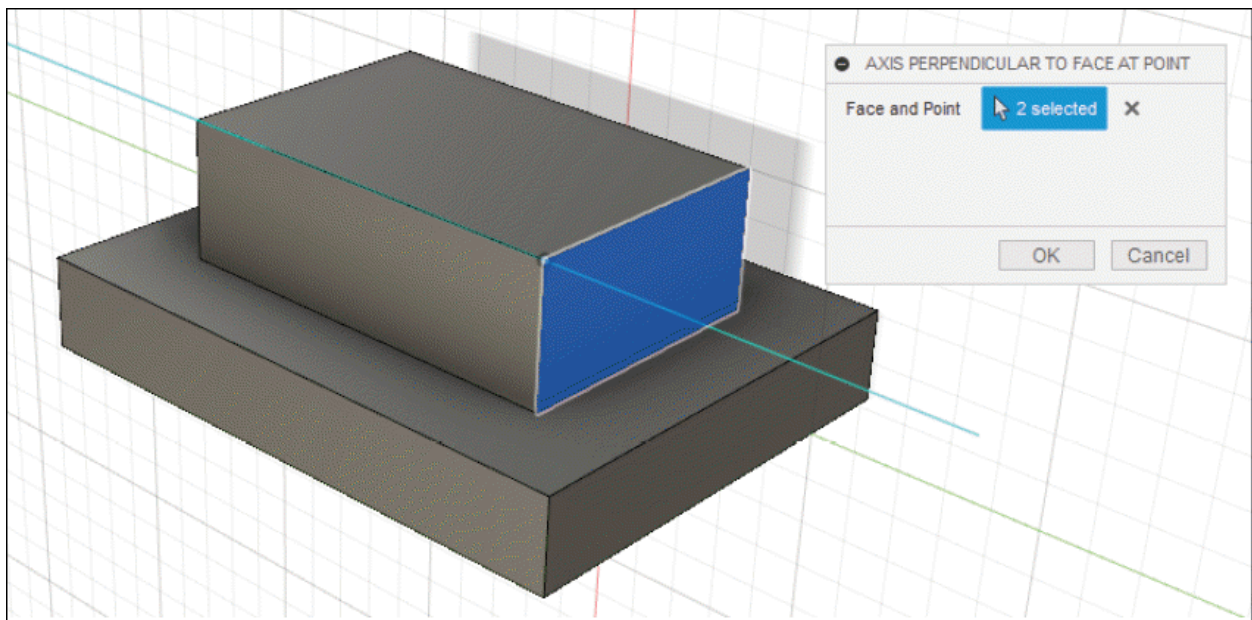 AXIS PERPENDICULAR TO FACE AT POINT
Face and Point 2 selected
OK Cancel